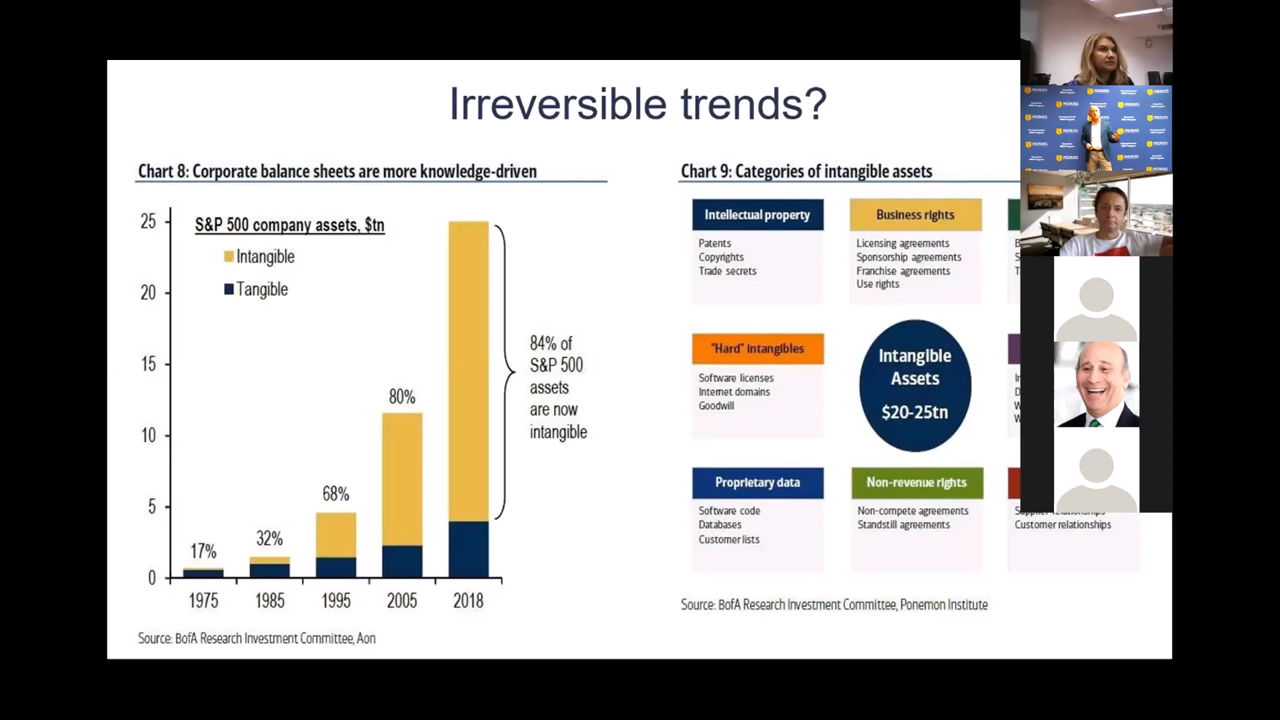 Irreversible trends?
Chart 8: Corporate balance sheets are more knowledge-driven
S&P 500 company assets, $tn
Intangible
Tangible
25
20
15
10
5
0
17%
32%
68%
80%
84% of
S&P 500
assets
are now
intangible
1975 1985 1995 2005 2018
Source: BofA Research Investment Committee, Aon
Chart 9: Categories of intangible assets
Intellectual property
Patents
Copyrights
Trade secrets
Business rights
Licensing agreements
Sponsorship agreements
Franchise agreements
Use rights
"Hard" intangibles
Software licenses
Internet domains
Goodwill
Intangible
Assets
$20-25tn
Proprietary data
Software code
Databases
Customer lists
Non-revenue rights
Non-compete agreements
Standstill agreements
Customer relationships
Source: BofA Research Investment Committee, Ponemon Institute